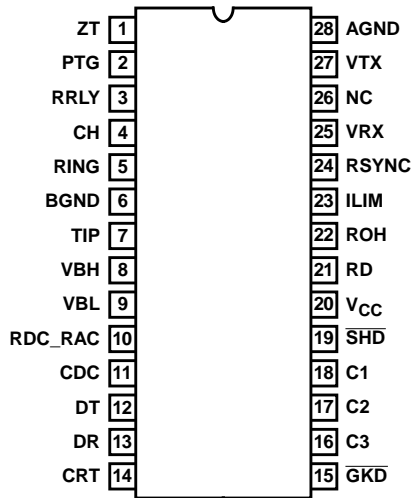 ZT 1 28 AGND
PTG 2 27 VTX
RRLY 3 26 NC
CH 4 25 VRX
RING 5 24 RSYNC
BGND 6 23 ILIM
TIP 7 22 ROH
VBH 8 21 RD
VBL 9 20 VCC
RDC_RAC 10 19 SHD
CDC 11 18 C1
DT 12 17 C2
DR 13 16 C3
CRT 14 15 GKD